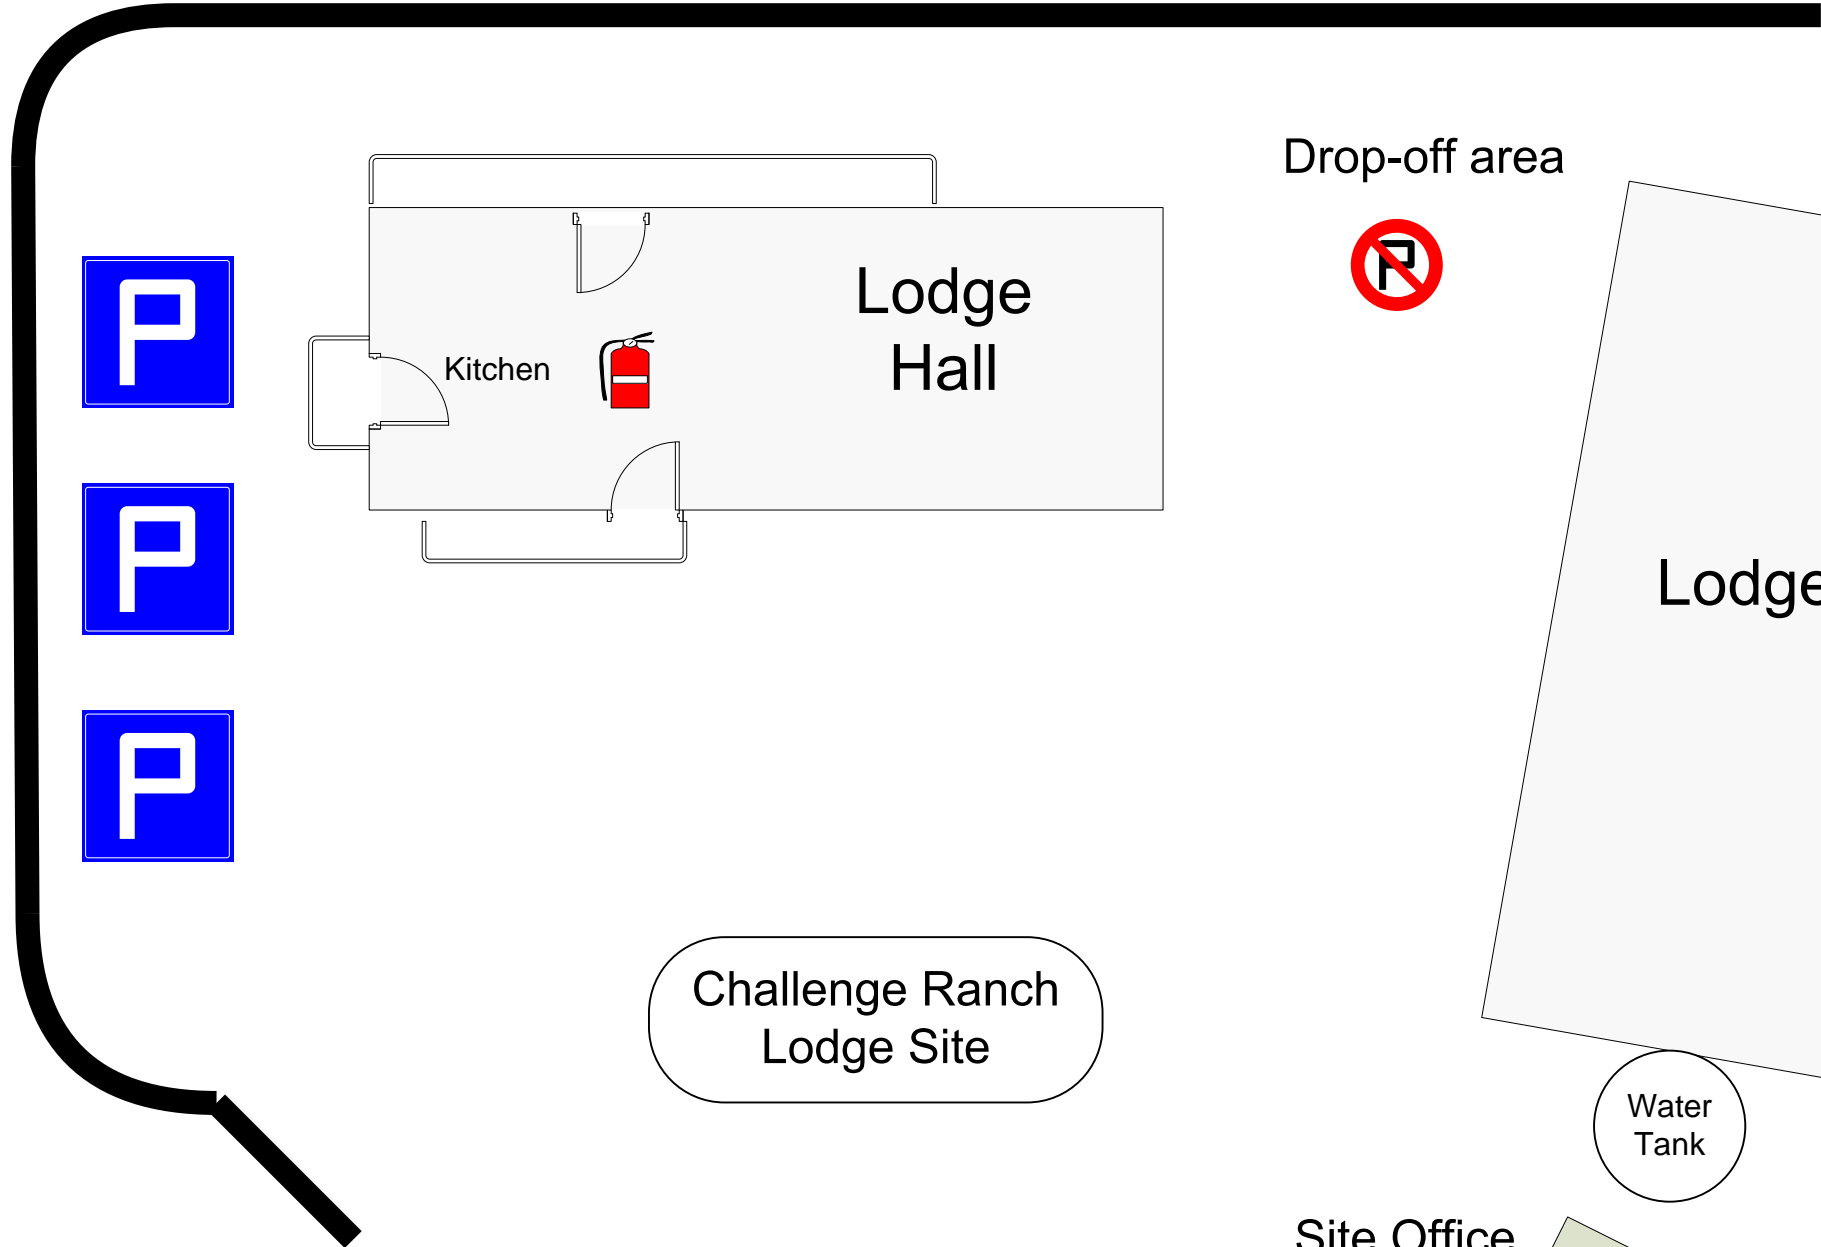 Drop-off area
P
Lodge
Hall
Kitchen
P
P
P
Lodge
Challenge Ranch
Lodge Site
Water
Tank
Site Office